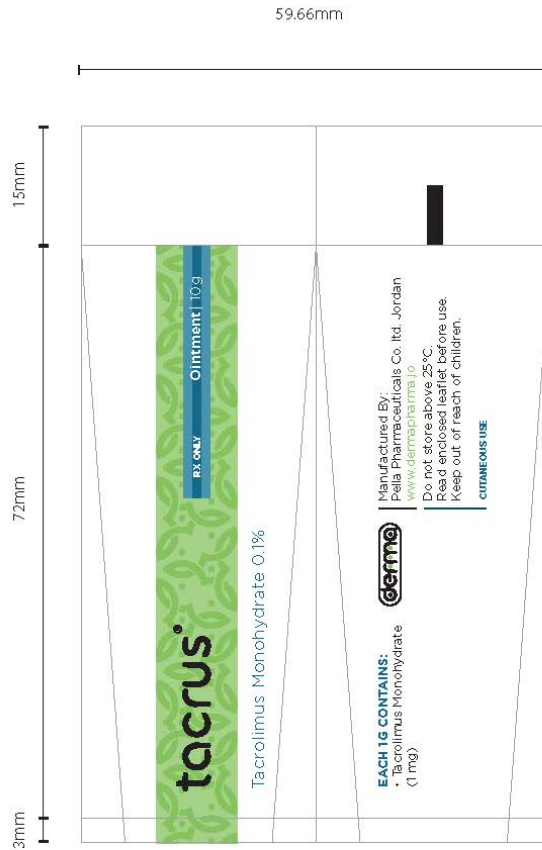 59.66mm
15mm
72mm
3mm
tacrus®
RX ONLY
Ointment | 10g
Tacrolimus Monohydrate 0.1%
EACH 1G CONTAINS:
• Tacrolimus Monohydrate
(1 mg)
derma
Manufactured By:
Pella Pharmaceuticals Co. ltd. Jordan
www.dermapharma.jo
Do not store above 25°C.
Read enclosed leaflet before use.
Keep out of reach of children.
CUTANEOUS USE